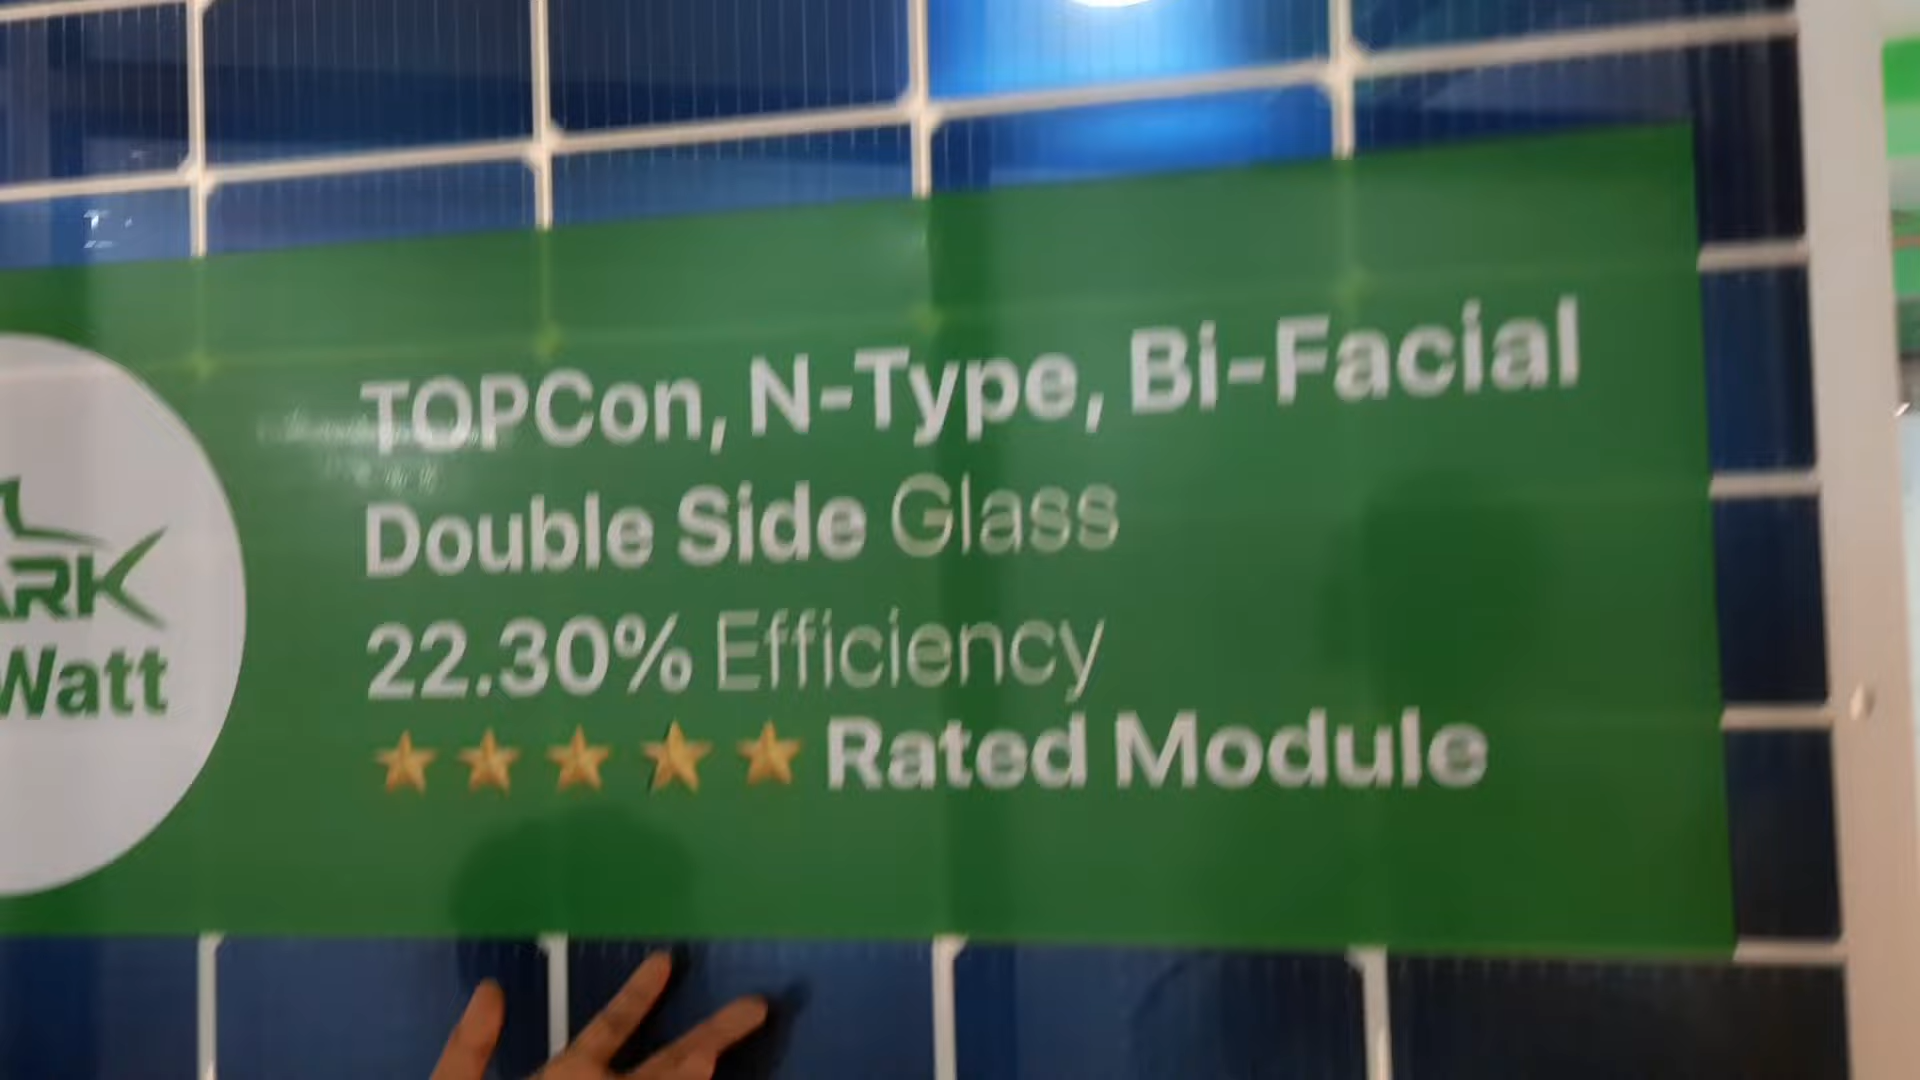 TOPCon, N-Type, Bi-Facial
Double Side Glass
22.30% Efficiency
Rated Module
ARK
Watt